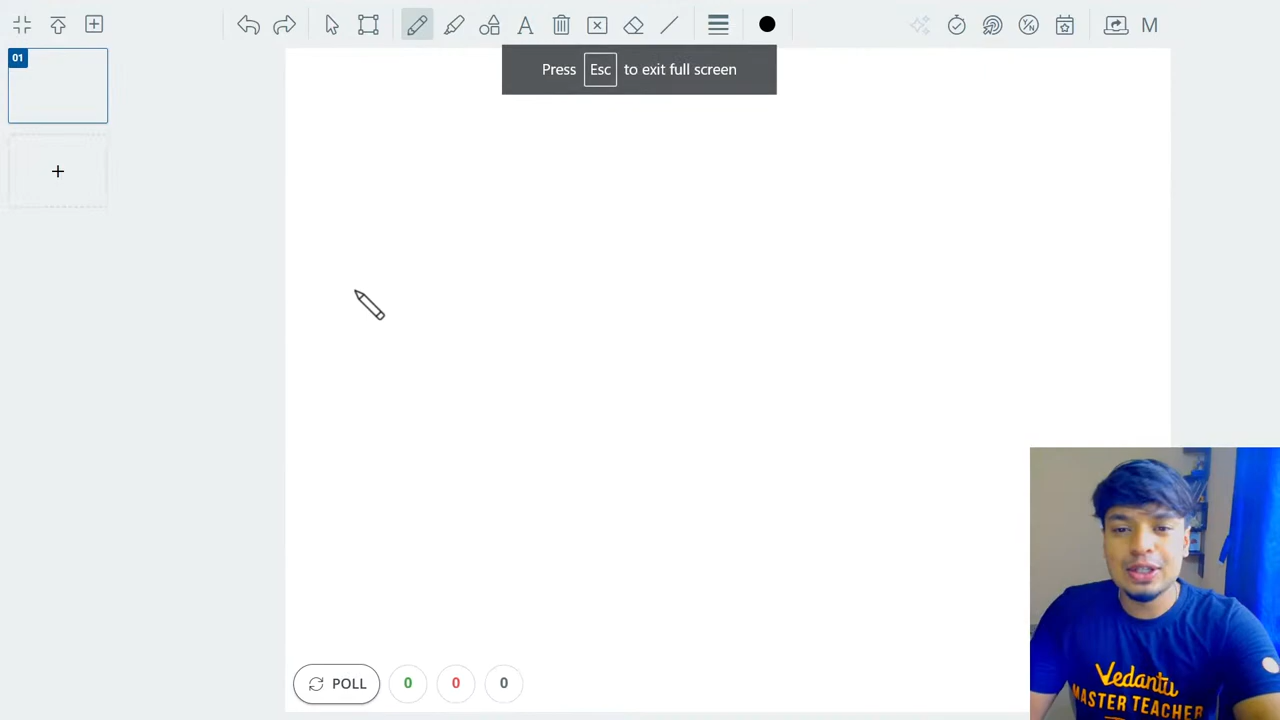 M
01
Press Esc to exit full screen
+
POLL
0
0
0
Vedantu
MASTER TEACHER